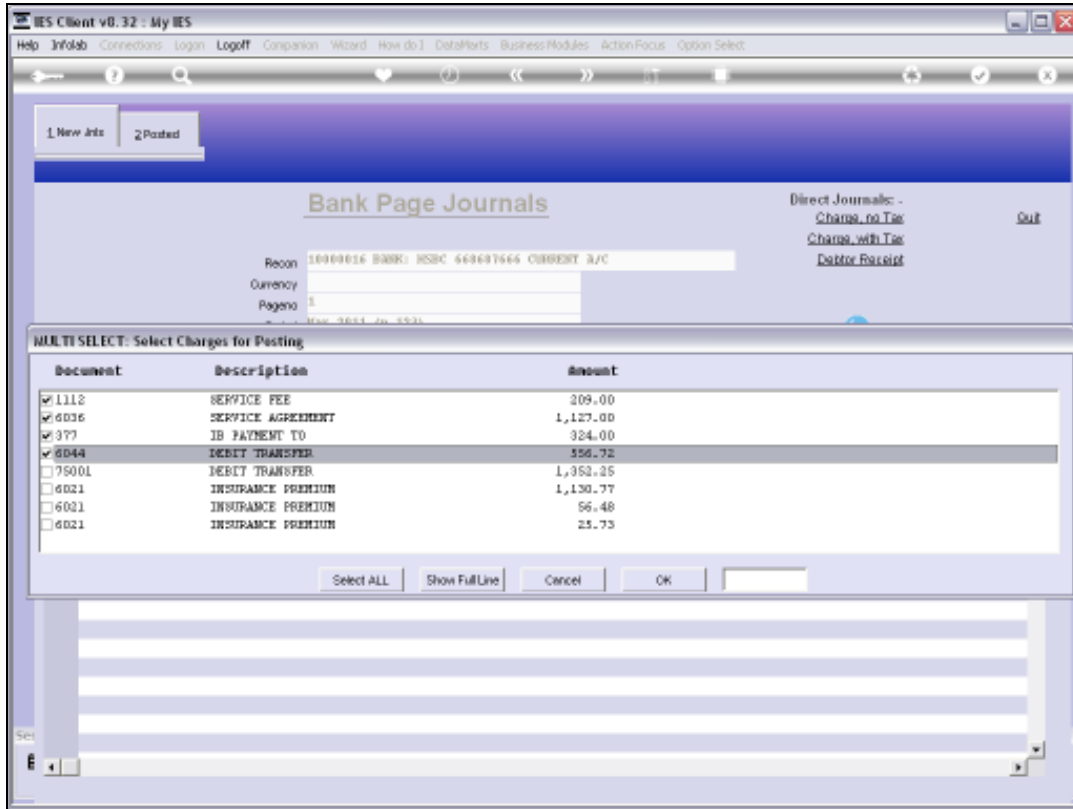 IES Client v8.32 : My IES
Help Infolab Connections Logon Logoff Companion Wizard How do I DataMarts Business Modules Action Focus Option Select
1 New Jnls 2 Posted
Bank Page Journals
Direct Journals: -
Charge, no Tax
Quit
Charge, with Tax
Debtor Receipt
Recon 10000016 BANK: HSBC 660607666 CURRENT A/C
Currency
Pageno 1
MULTI SELECT: Select Charges for Posting
Document Description Amount
1112 SERVICE FEE 209.00
6036 SERVICE AGREEMENT 1,127.00
377 IB PAYMENT TO 324.00
6044 DEBIT TRANSFER 556.72
75001 DEBIT TRANSFER 1,352.25
6021 INSURANCE PREMIUM 1,130.77
6021 INSURANCE PREMIUM 56.48
6021 INSURANCE PREMIUM 25.73
Select ALL Show Full Line Cancel OK